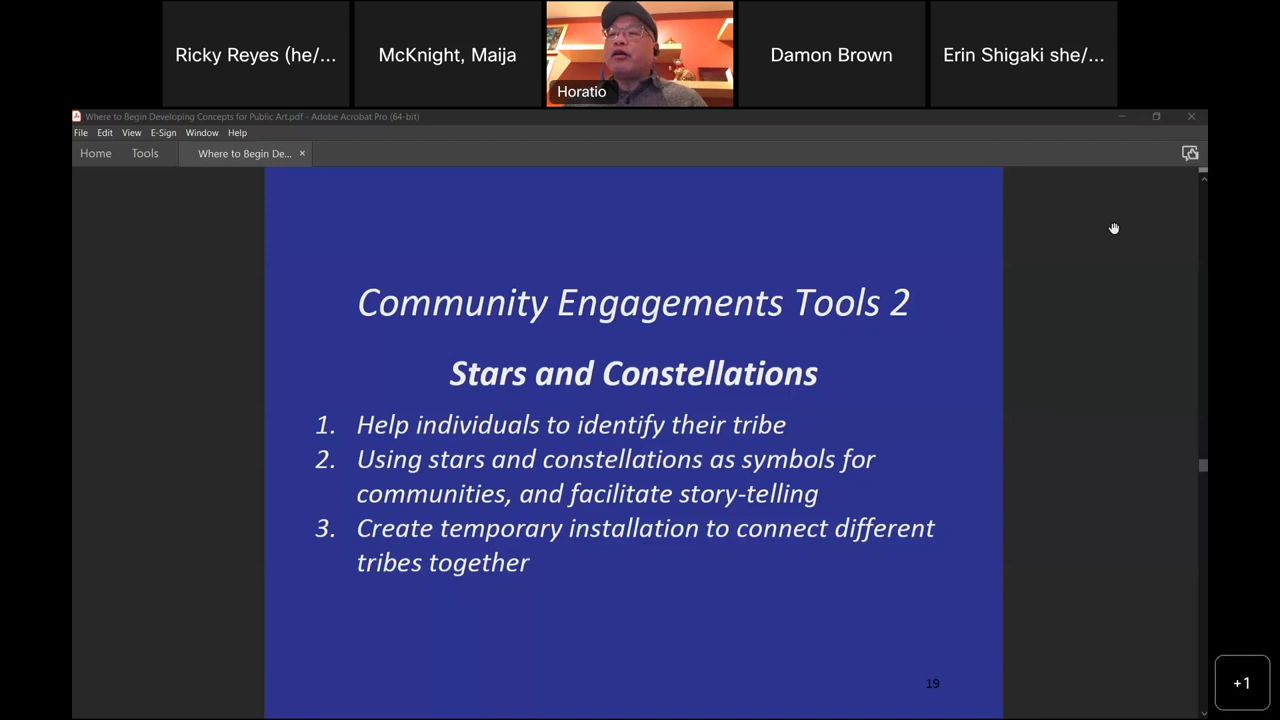 Ricky Reyes (he/...
McKnight, Maija
Horatio
Damon Brown
Erin Shigaki she/...
Where to Begin Developing Concepts for Public Art.pdf - Adobe Acrobat Pro (64-bit)
File Edit View E-Sign Window Help
Home Tools Where to Begin De... ×
Community Engagements Tools 2
Stars and Constellations
1. Help individuals to identify their tribe
2. Using stars and constellations as symbols for
communities, and facilitate story-telling
3. Create temporary installation to connect different
tribes together
19
+1